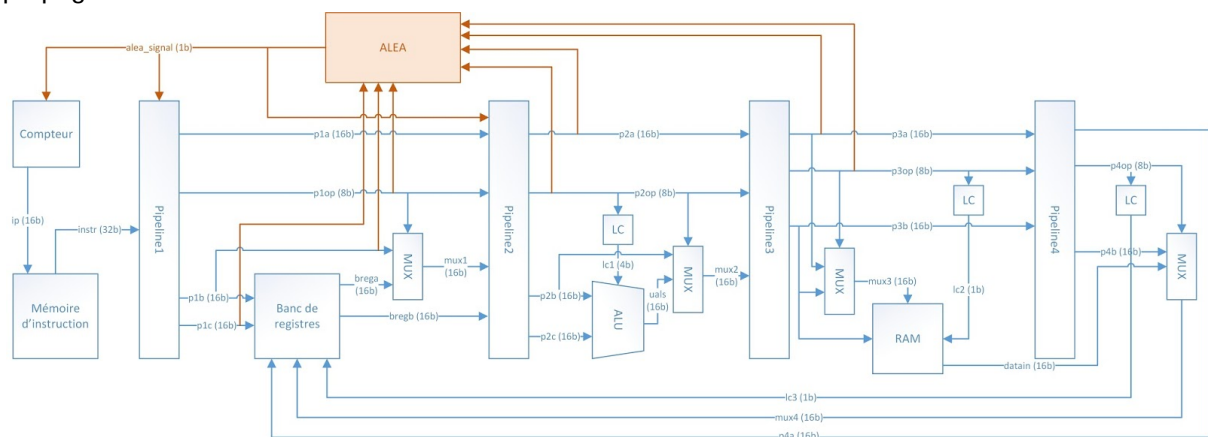 ALEA
alea_signal (1b)
Compteur
Pipeline1
Pipeline2
Pipeline3
Pipeline4
p1a (16b)
p2a (16b)
p3a (16b)
p1op (8b)
p2op (8b)
p3op (8b)
p4op (8b)
LC
LC
LC
ip (16b)
instr (32b)
p3b (16b)
MUX
mux1
(16b)
lc1 (4b)
MUX
mux2
(16b)
MUX
p4b (16b)
MUX
brega
(16b)
mux3 (16b)
lc2 (1b)
p1b (16b)
p2b (16b)
uals
(16b)
Mémoire
d'instruction
Banc de
registres
bregb (16b)
p1c (16b)
p2c (16b)
ALU
RAM
datain (16b)
lc3 (1b)
mux4 (16b)
p4a (16b)